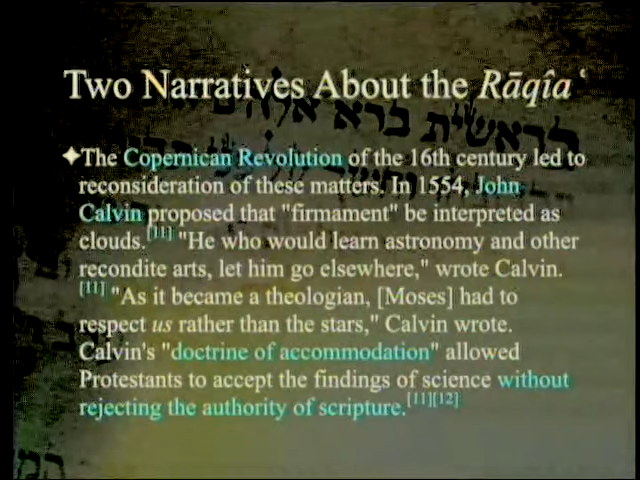 Two Narratives About the Rāqîaʿ
בראשית ברא אלהים
✦The Copernican Revolution of the 16th century led to
reconsideration of these matters. In 1554, John
Calvin proposed that "firmament" be interpreted as
clouds.[11] "He who would learn astronomy and other
recondite arts, let him go elsewhere," wrote Calvin.
[11] "As it became a theologian, [Moses] had to
respect us rather than the stars," Calvin wrote.
Calvin's "doctrine of accommodation" allowed
Protestants to accept the findings of science without
rejecting the authority of scripture.[11][12]